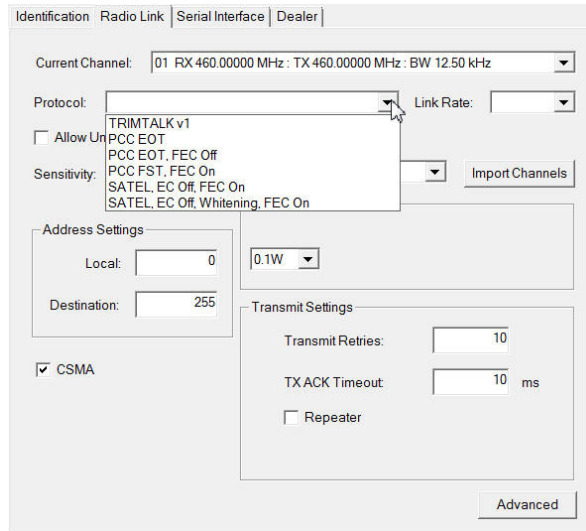 Identification Radio Link Serial Interface Dealer
Current Channel: 01 RX 460.00000 MHz : TX 460.00000 MHz : BW 12.50 kHz
Protocol: Link Rate:
TRIMTALK v1
Allow Un PCC EOT
PCC EOT, FEC Off
Sensitivity: PCC FST, FEC On Import Channels
SATEL, EC Off, FEC On
SATEL, EC Off, Whitening, FEC On
Address Settings
Local: 0 0.1W
Destination: 255
Transmit Settings
Transmit Retries: 10
CSMA
TX ACK Timeout: 10 ms
Repeater
Advanced